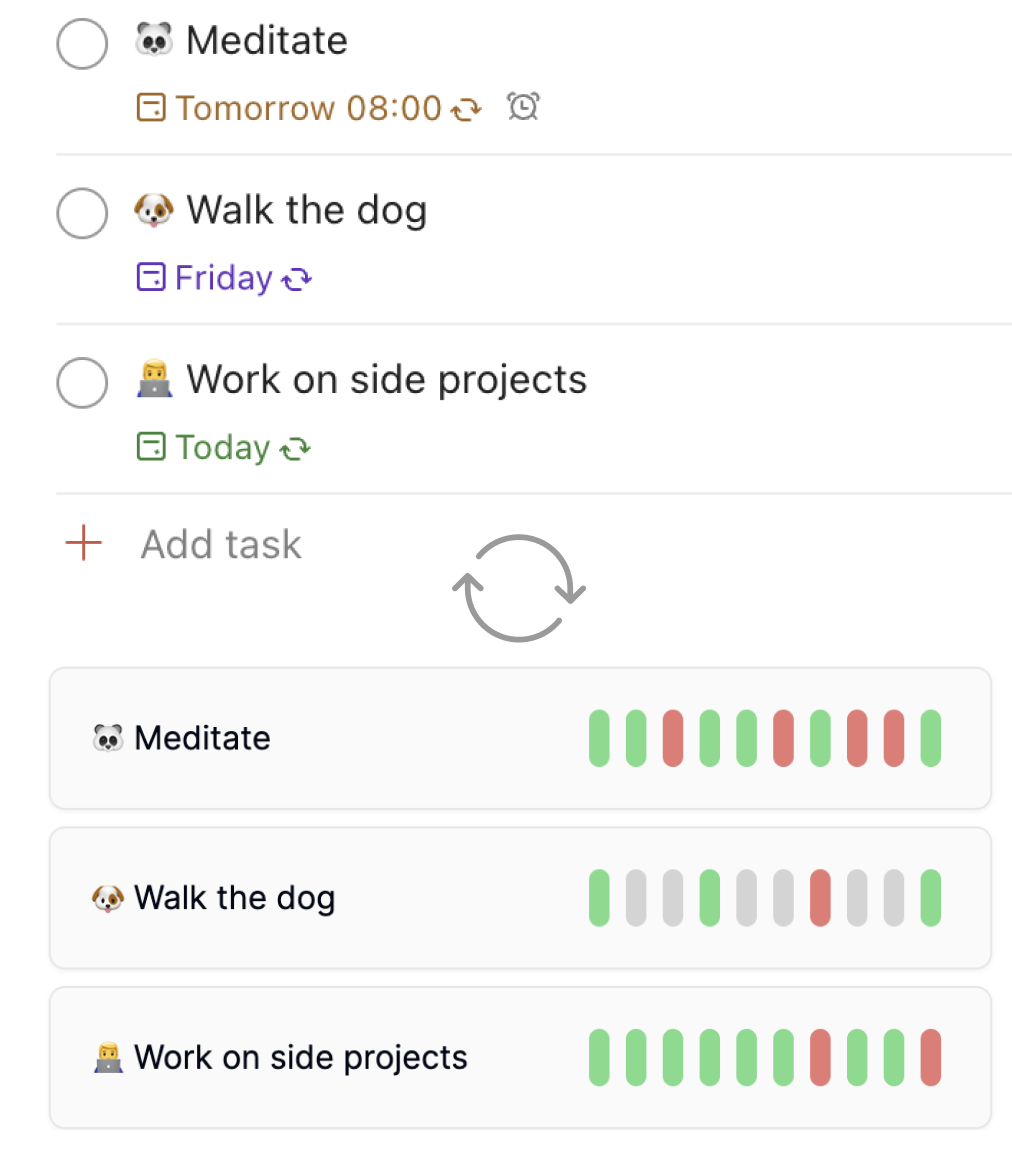 🐼 Meditate
Tomorrow 08:00
🐶 Walk the dog
Friday
👨‍💻 Work on side projects
Today
Add task
🐼 Meditate
🐶 Walk the dog
👨‍💻 Work on side projects